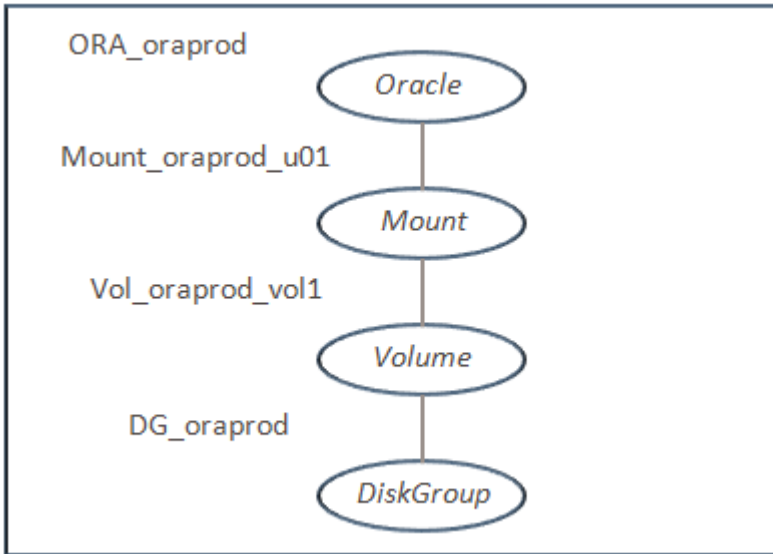 ORA_oraprod
Oracle
Mount_oraprod_u01
Mount
Vol_oraprod_vol1
Volume
DG_oraprod
DiskGroup